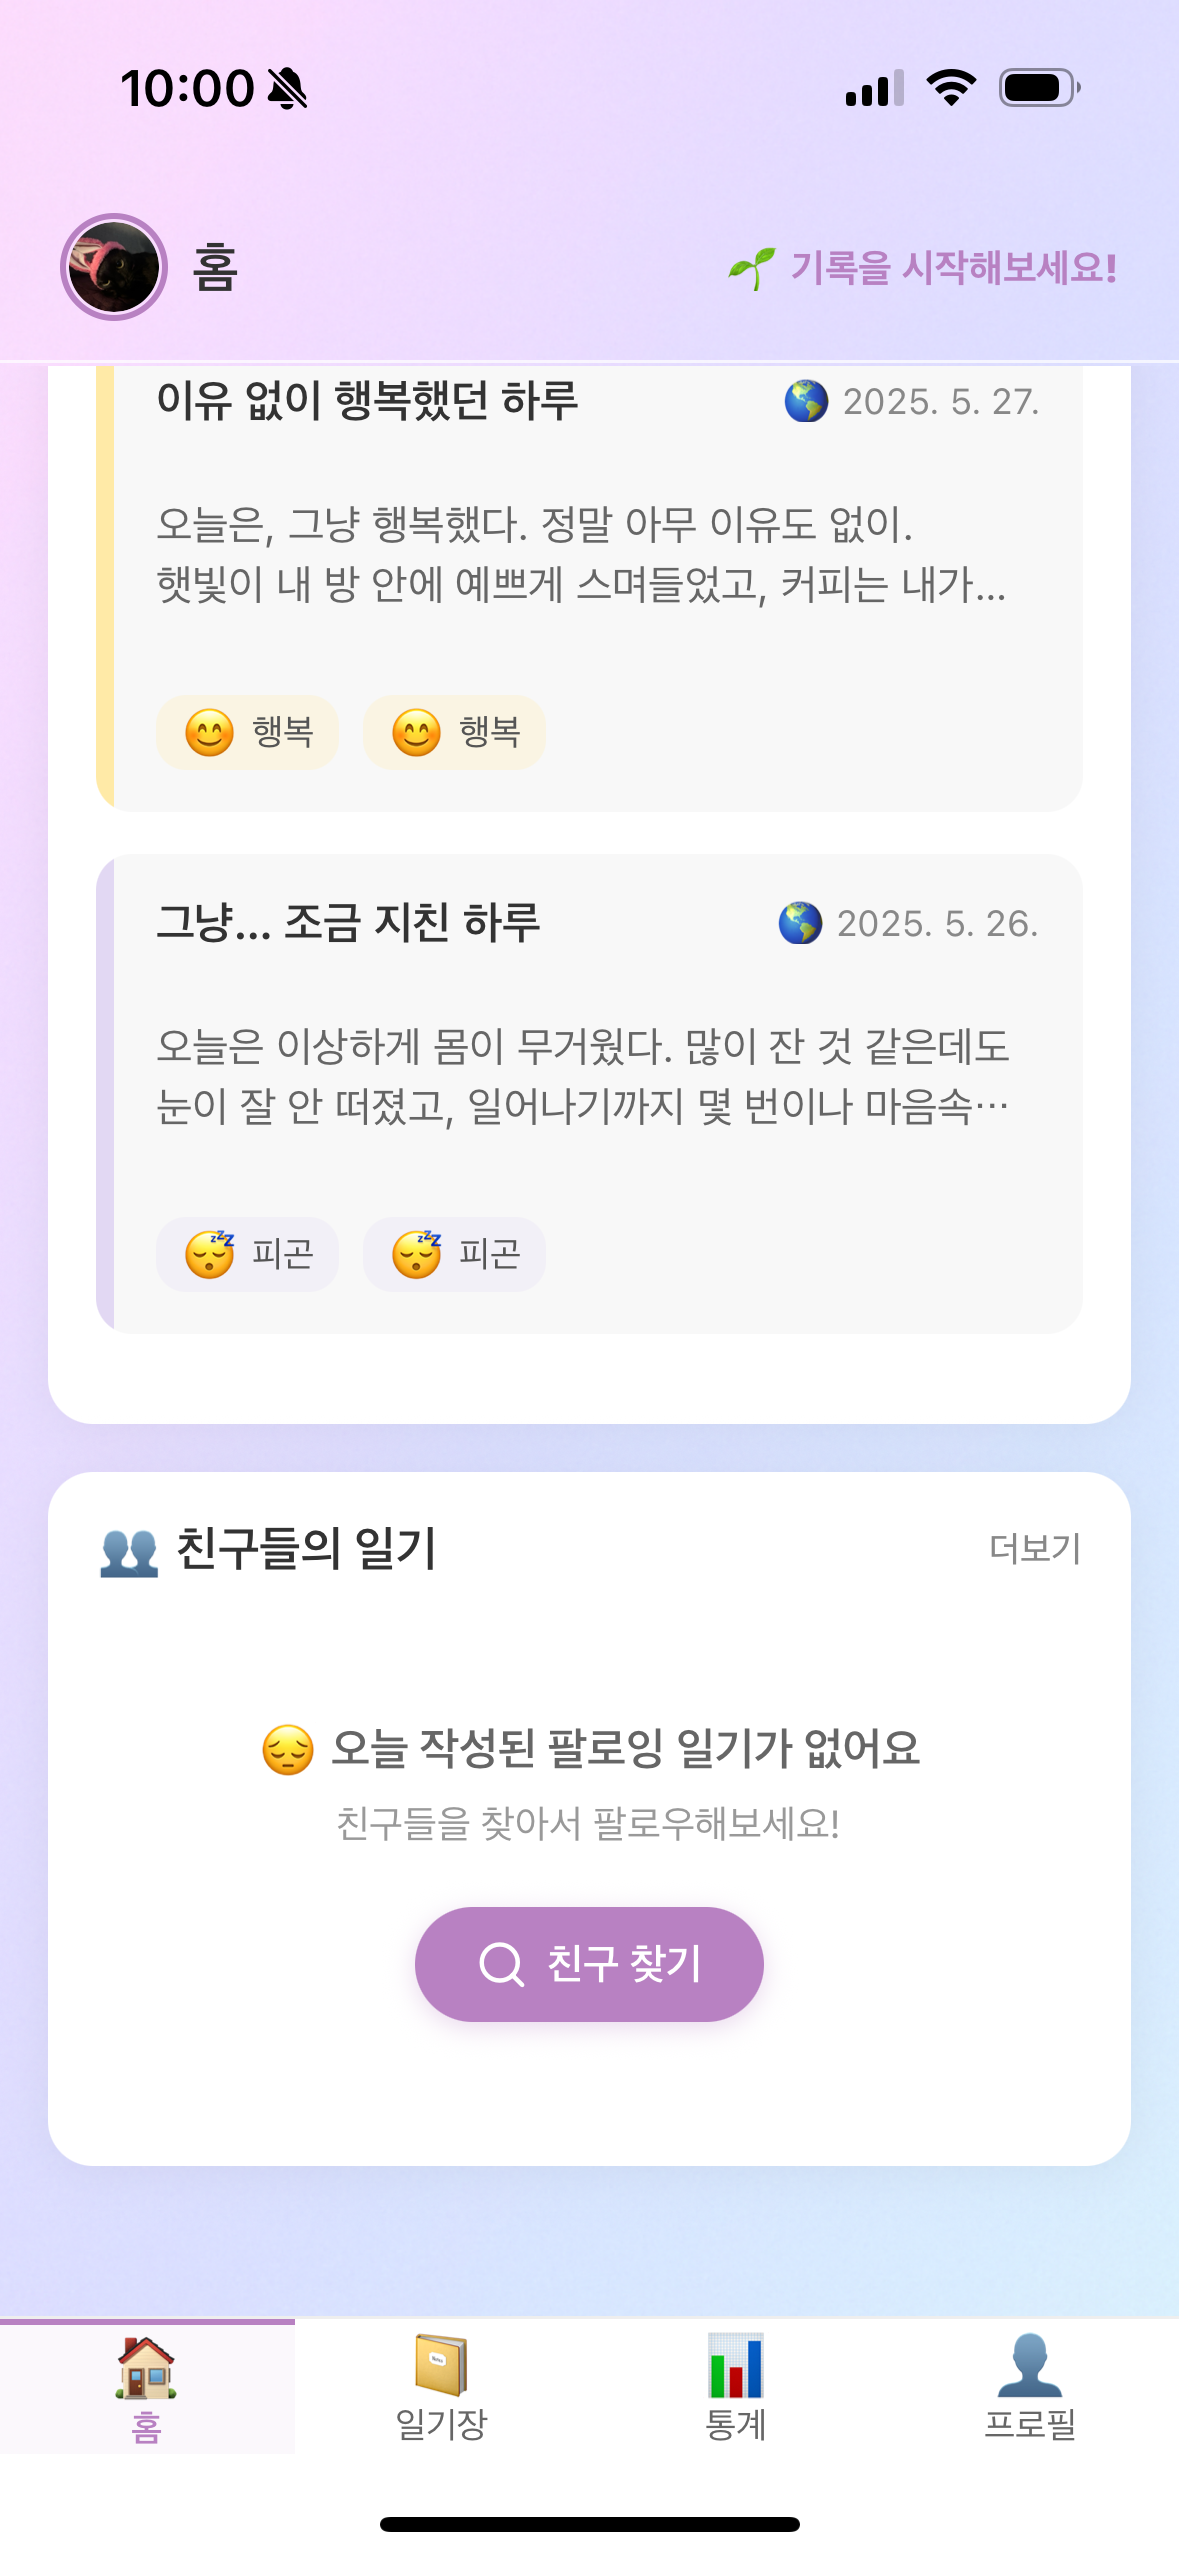 10:00
홈
🌱 기록을 시작해보세요!
이유 없이 행복했던 하루
🌎 2025. 5. 27.
오늘은, 그냥 행복했다. 정말 아무 이유도 없이.
햇빛이 내 방 안에 예쁘게 스며들었고, 커피는 내가...
😊 행복
😊 행복
그냥... 조금 지친 하루
🌎 2025. 5. 26.
오늘은 이상하게 몸이 무거웠다. 많이 잔 것 같은데도
눈이 잘 안 떠졌고, 일어나기까지 몇 번이나 마음속…
😴 피곤
😴 피곤
👥 친구들의 일기
더보기
😔 오늘 작성된 팔로잉 일기가 없어요
친구들을 찾아서 팔로우해보세요!
친구 찾기
홈
일기장
통계
프로필